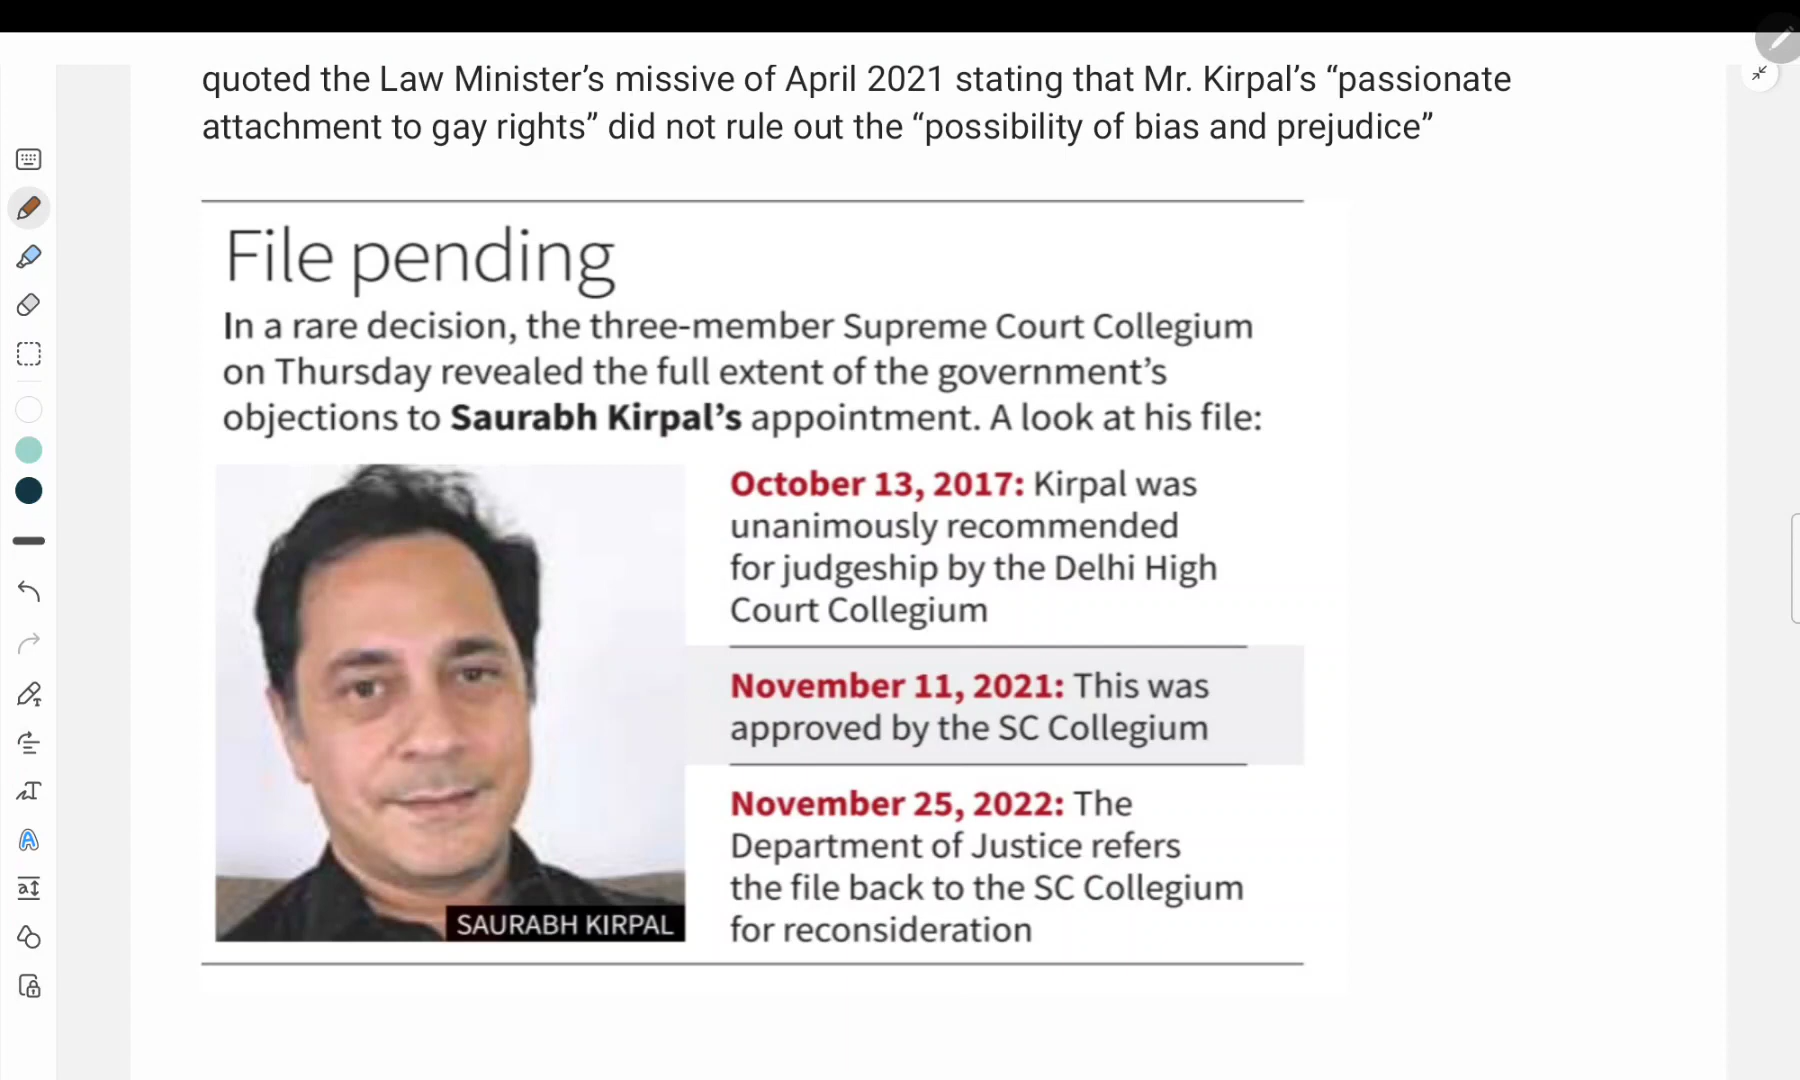 quoted the Law Minister’s missive of April 2021 stating that Mr. Kirpal’s “passionate
attachment to gay rights” did not rule out the “possibility of bias and prejudice”
File pending
In a rare decision, the three-member Supreme Court Collegium
on Thursday revealed the full extent of the government’s
objections to Saurabh Kirpal’s appointment. A look at his file:
October 13, 2017: Kirpal was
unanimously recommended
for judgeship by the Delhi High
Court Collegium
November 11, 2021: This was
approved by the SC Collegium
November 25, 2022: The
Department of Justice refers
the file back to the SC Collegium
for reconsideration
SAURABH KIRPAL